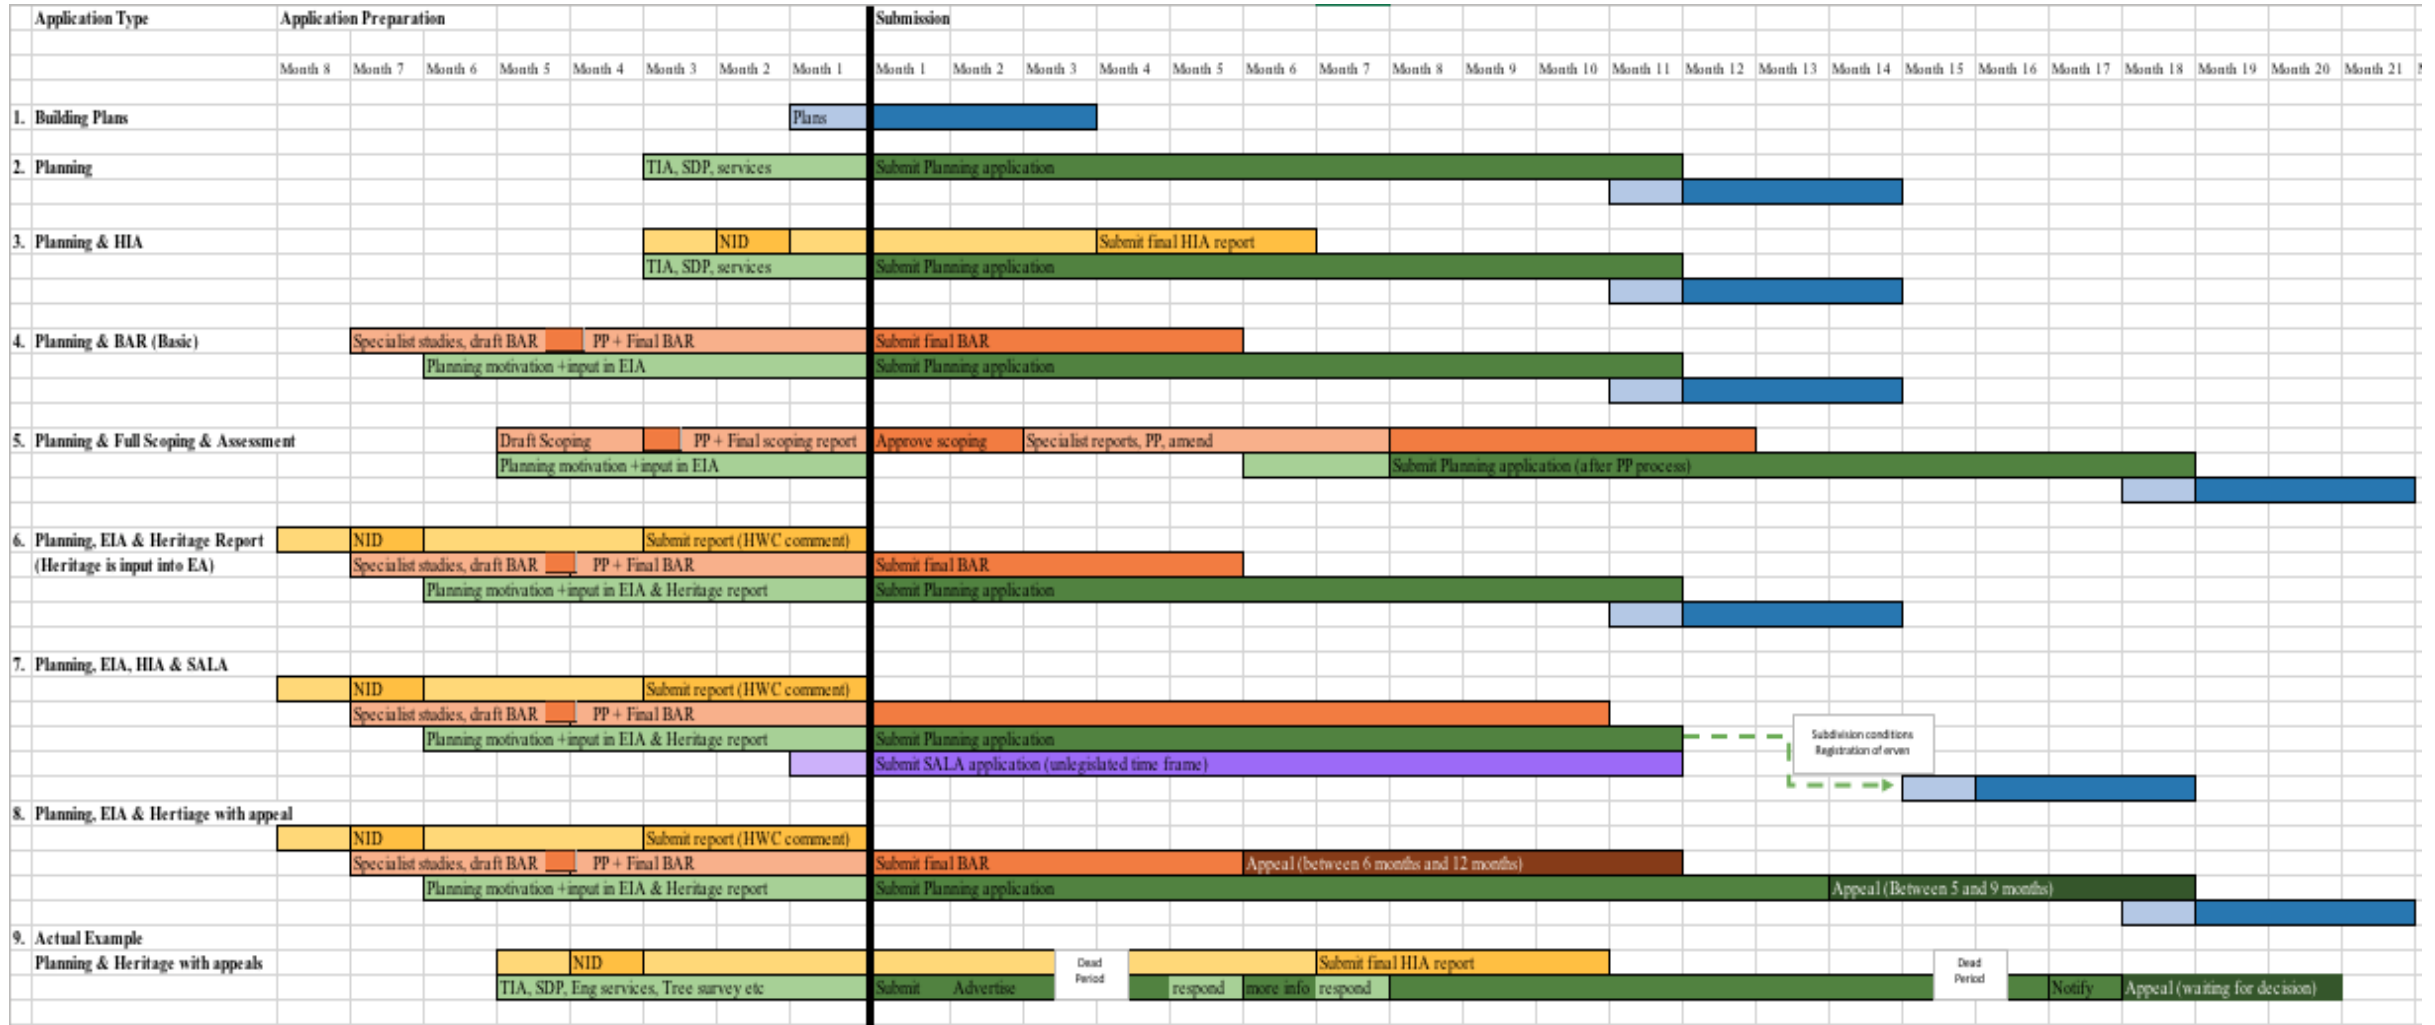 Application Type Application Preparation Submission
Month 8 Month 7 Month 6 Month 5 Month 4 Month 3 Month 2 Month 1 Month 1 Month 2 Month 3 Month 4 Month 5 Month 6 Month 7 Month 8 Month 9 Month 10 Month 11 Month 12 Month 13 Month 14 Month 15 Month 16 Month 17 Month 18 Month 19 Month 20 Month 21
1. Building Plans Plans
2. Planning TIA, SDP, services Submit Planning application
3. Planning & HIA NID Submit final HIA report
TIA, SDP, services Submit Planning application
4. Planning & BAR (Basic) Specialist studies, draft BAR PP + Final BAR Submit final BAR
Planning motivation +input in EIA Submit Planning application
5. Planning & Full Scoping & Assessment Draft Scoping PP + Final scoping report Approve scoping Specialist reports, PP, amend
Planning motivation +input in EIA Submit Planning application (after PP process)
6. Planning, EIA & Heritage Report NID Submit report (HWC comment)
(Heritage is input into EA) Specialist studies, draft BAR PP + Final BAR Submit final BAR
Planning motivation +input in EIA & Heritage report Submit Planning application
7. Planning, EIA, HIA & SALA
NID Submit report (HWC comment)
Specialist studies, draft BAR PP + Final BAR
Planning motivation +input in EIA & Heritage report Submit Planning application
Subdivision conditions
Registration of erven
Submit SALA application (unlegislated time frame)
8. Planning, EIA & Hertiage with appeal
NID Submit report (HWC comment)
Specialist studies, draft BAR PP + Final BAR Submit final BAR Appeal (between 6 months and 12 months)
Planning motivation +input in EIA & Heritage report Submit Planning application Appeal (Between 5 and 9 months)
9. Actual Example
Planning & Heritage with appeals NID Submit final HIA report
Dead
Period
Dead
Period
TIA, SDP, Eng services, Tree survey etc Submit Advertise respond more info respond Notify Appeal (waiting for decision)